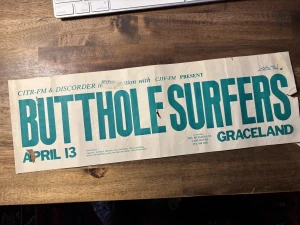 CITR-FM & DISCORDER in association with CJIV-FM PRESENT
BUTTHOLE SURFERS
APRIL 13
GRACELAND